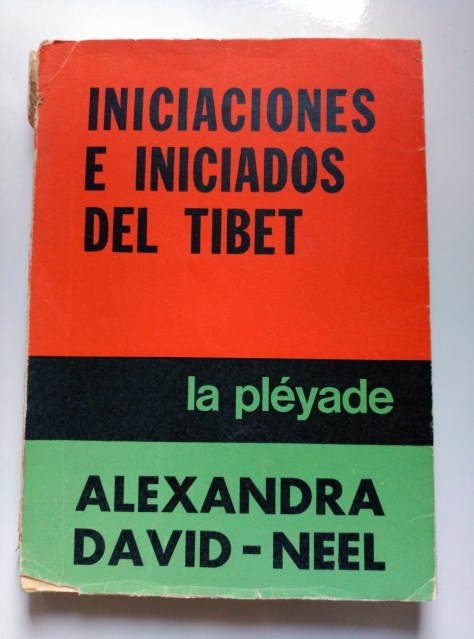 INICIACIONES
E INICIADOS
DEL TIBET
la pléyade
ALEXANDRA
DAVID-NEEL